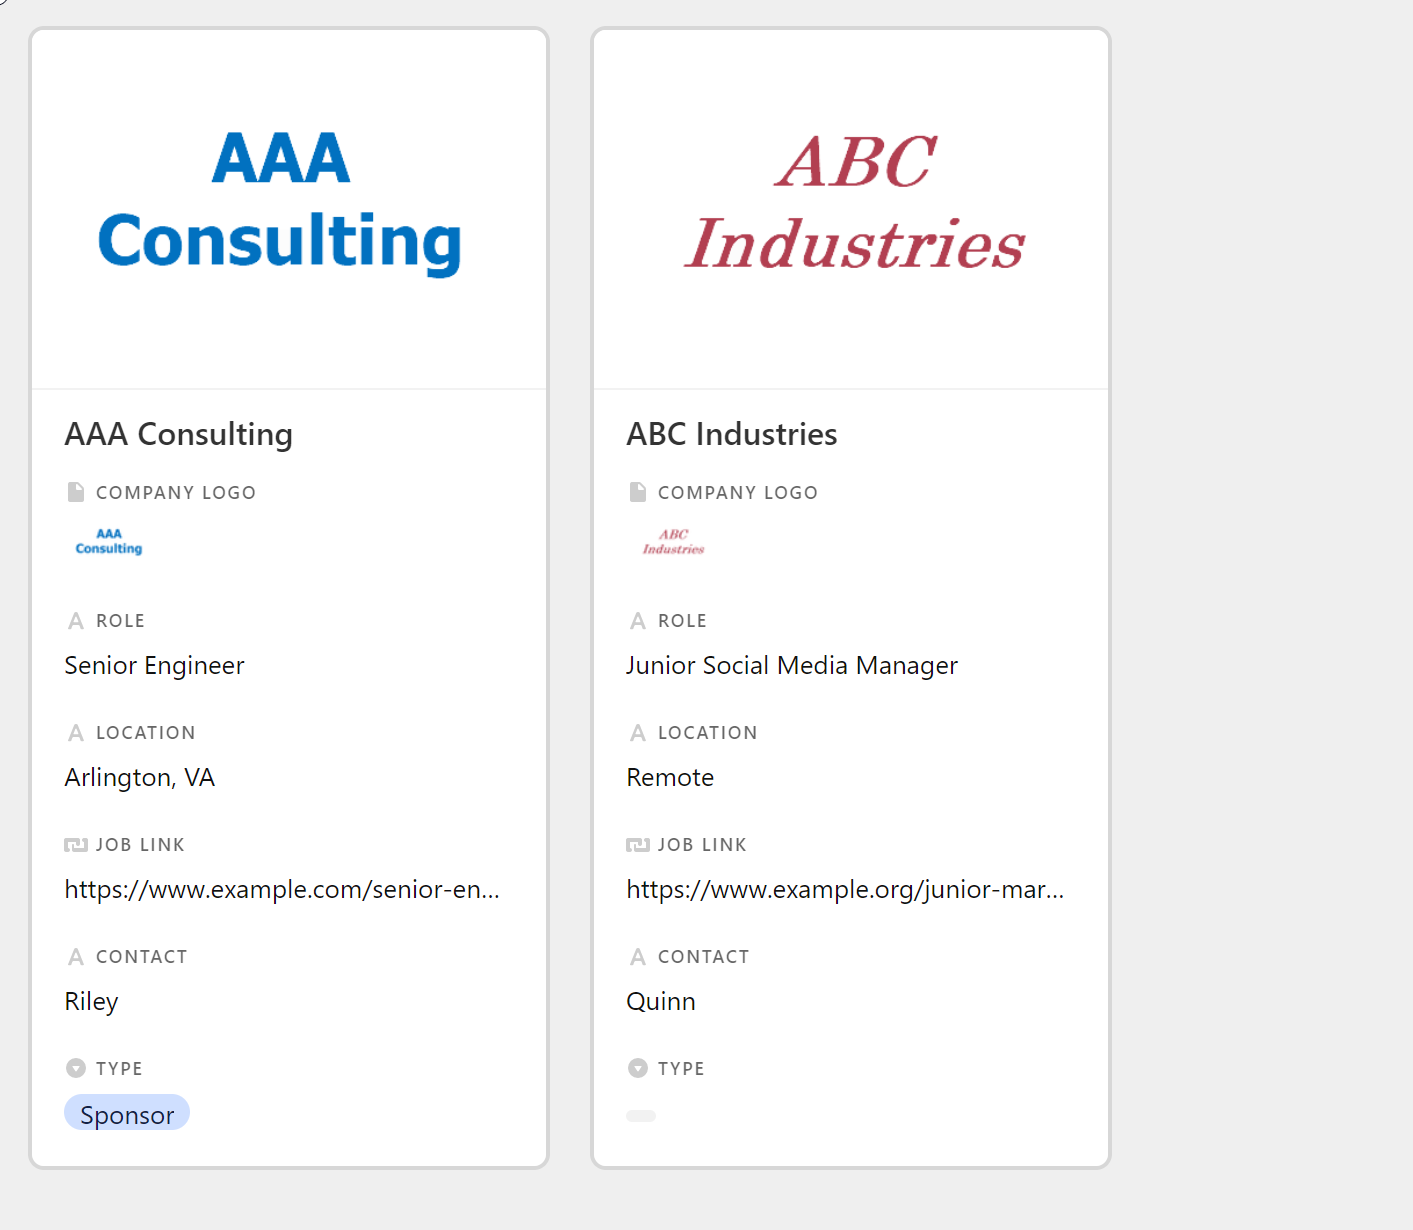 AAA
Consulting
AAA Consulting
COMPANY LOGO
AAA
Consulting
ROLE
Senior Engineer
LOCATION
Arlington, VA
JOB LINK
https://www.example.com/senior-en...
CONTACT
Riley
TYPE
Sponsor
ABC
Industries
ABC Industries
COMPANY LOGO
ABC
Industries
ROLE
Junior Social Media Manager
LOCATION
Remote
JOB LINK
https://www.example.org/junior-mar...
CONTACT
Quinn
TYPE